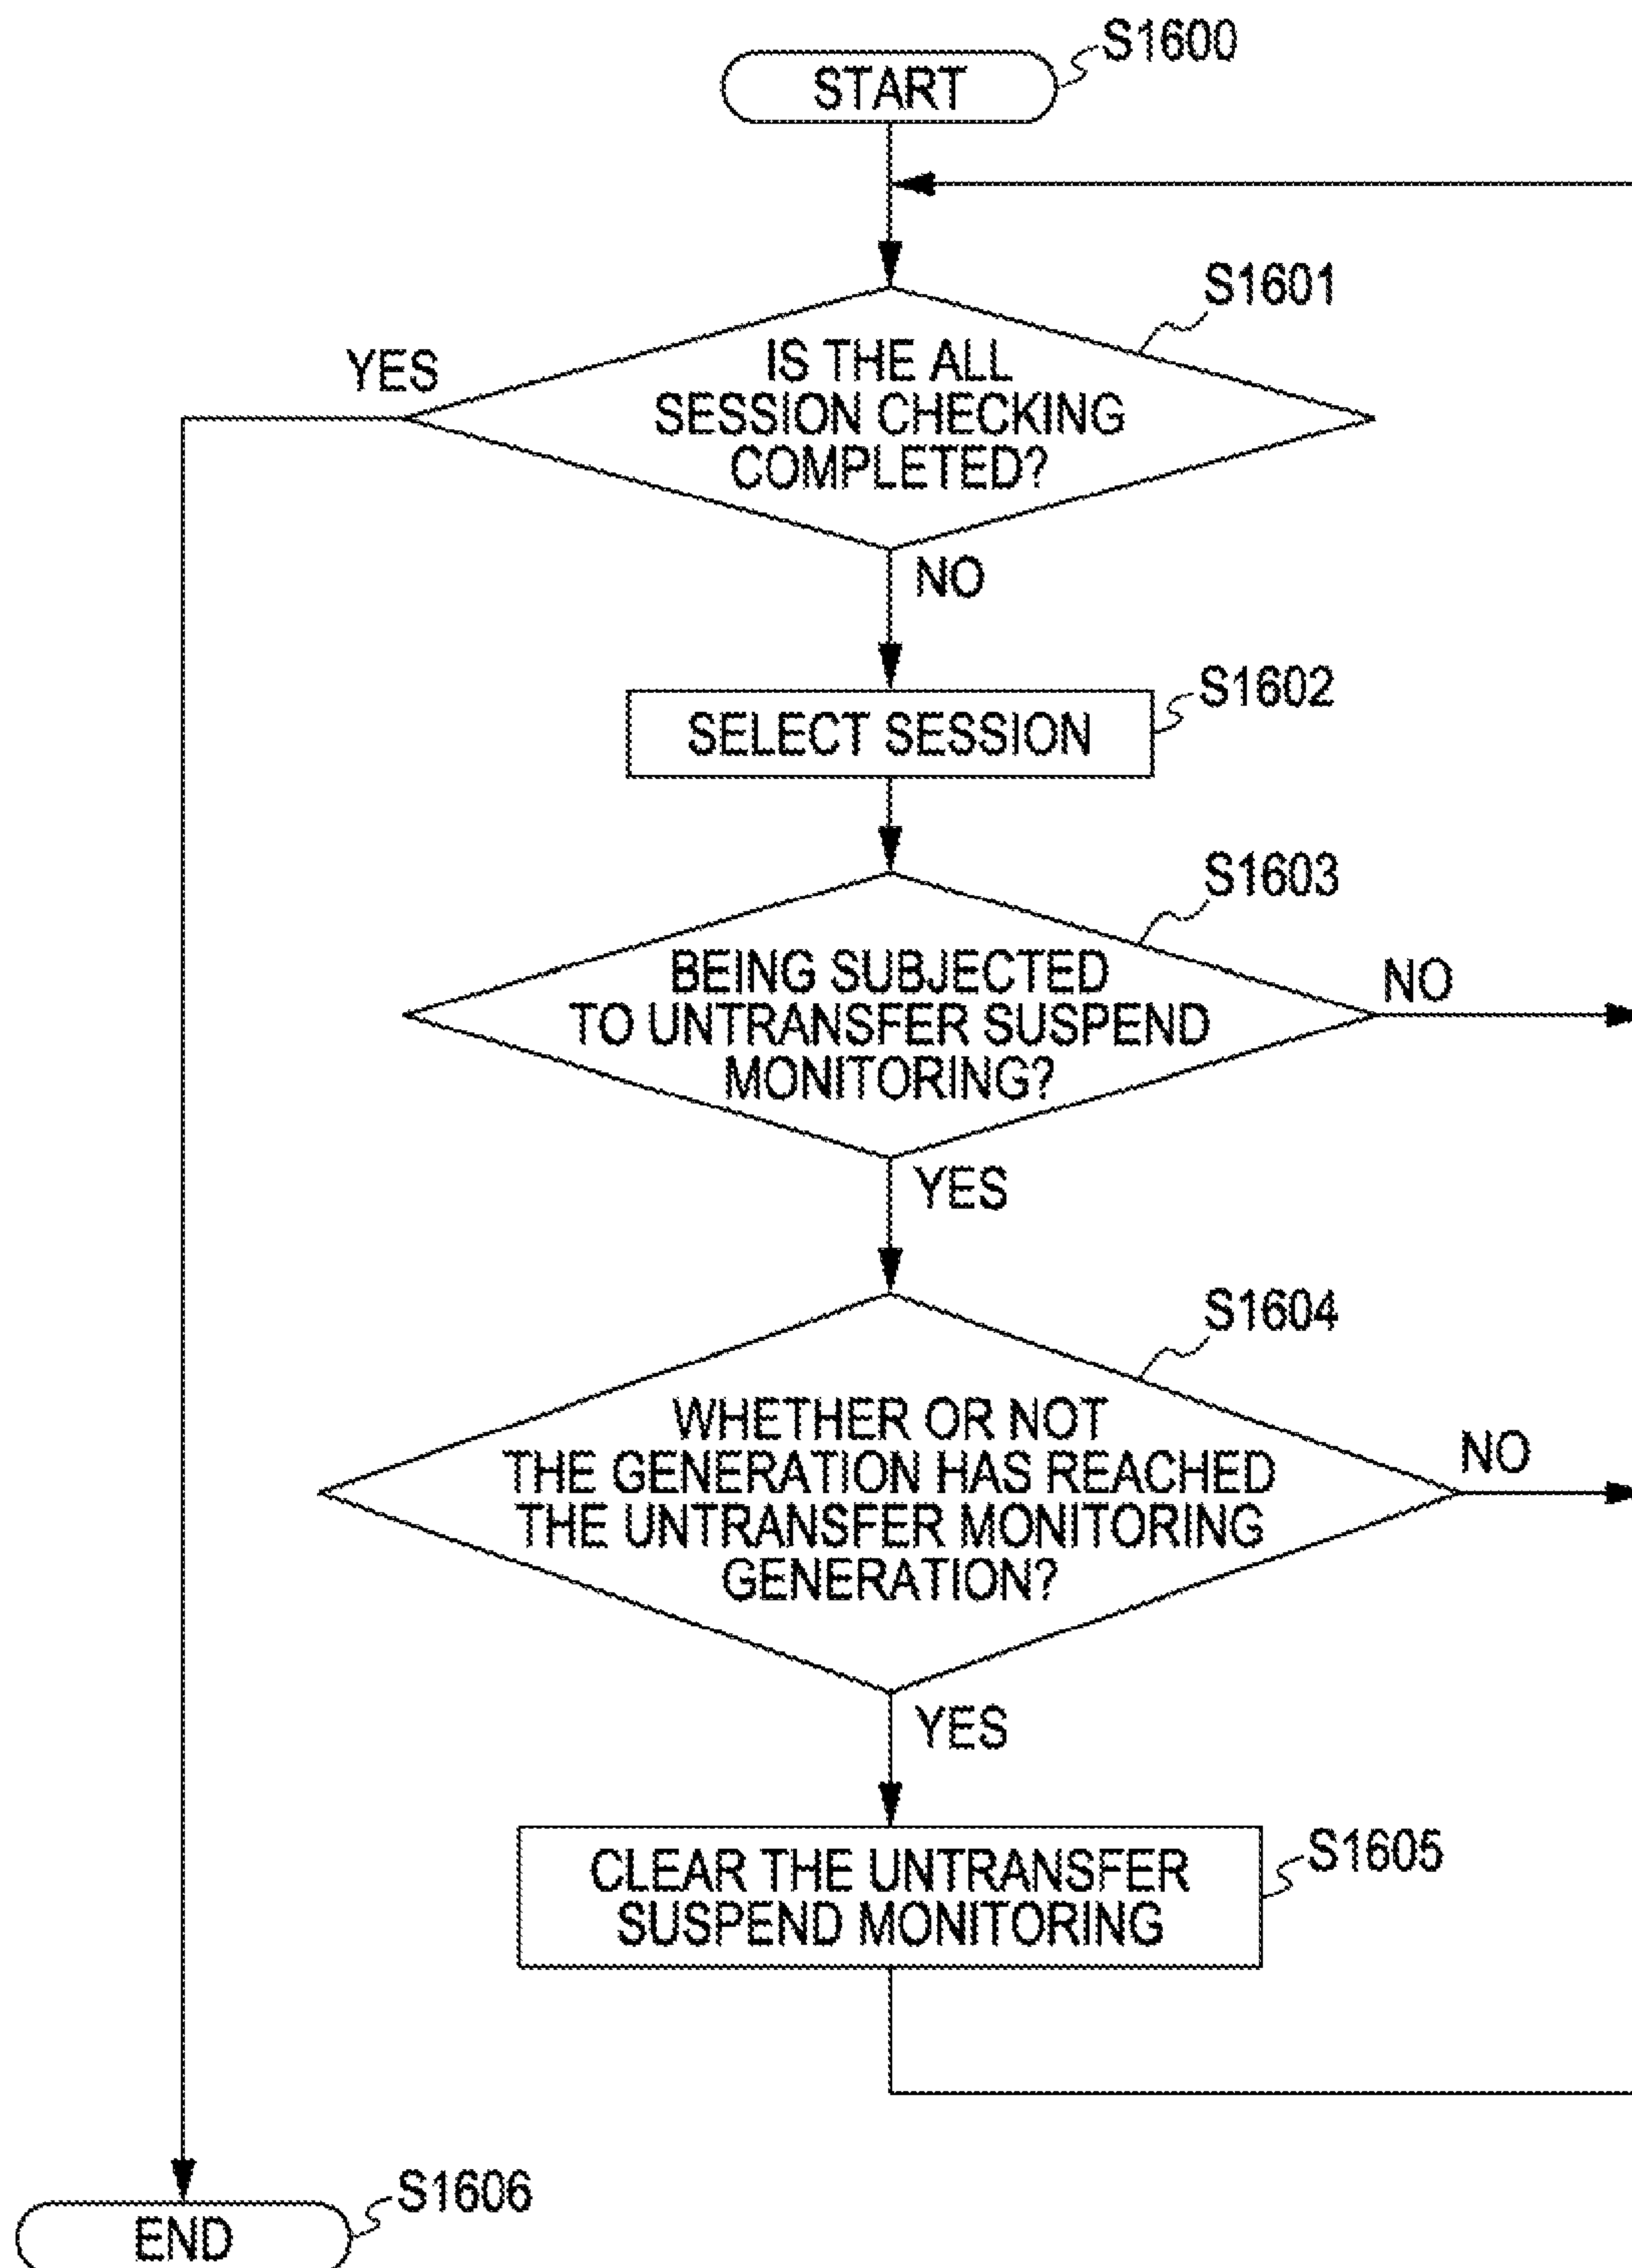 S1600
START
S1601
YES
IS THE ALL
SESSION CHECKING
COMPLETED?
NO
S1602
SELECT SESSION
S1603
BEING SUBJECTED
TO UNTRANSFER SUSPEND
MONITORING?
NO
YES
S1604
WHETHER OR NOT
THE GENERATION HAS REACHED
THE UNTRANSFER MONITORING
GENERATION?
NO
YES
S1605
CLEAR THE UNTRANSFER
SUSPEND MONITORING
S1606
END